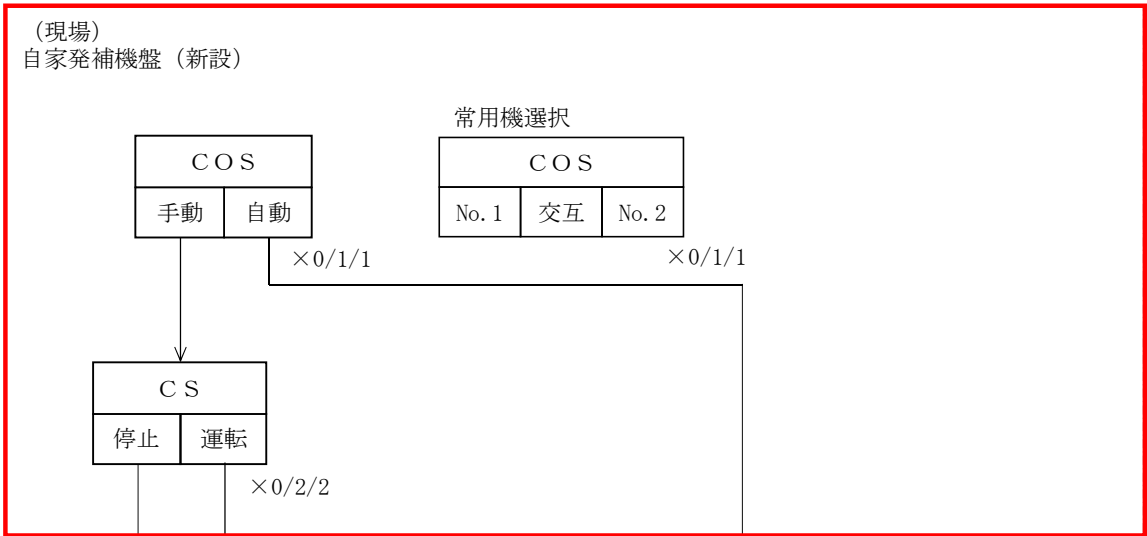 (現場)
自家発補機盤(新設)
常用機選択
COS
手動 自動
×0/1/1
COS
No.1 交互 No.2
×0/1/1
CS
停止 運転
×0/2/2